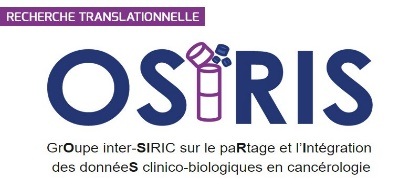 RECHERCHE TRANSLATIONNELLE
OSIRIS
GrOupe inter-SIRIC sur le paRtage et l'Intégration
des donnéeS clinico-biologiques en cancérologie